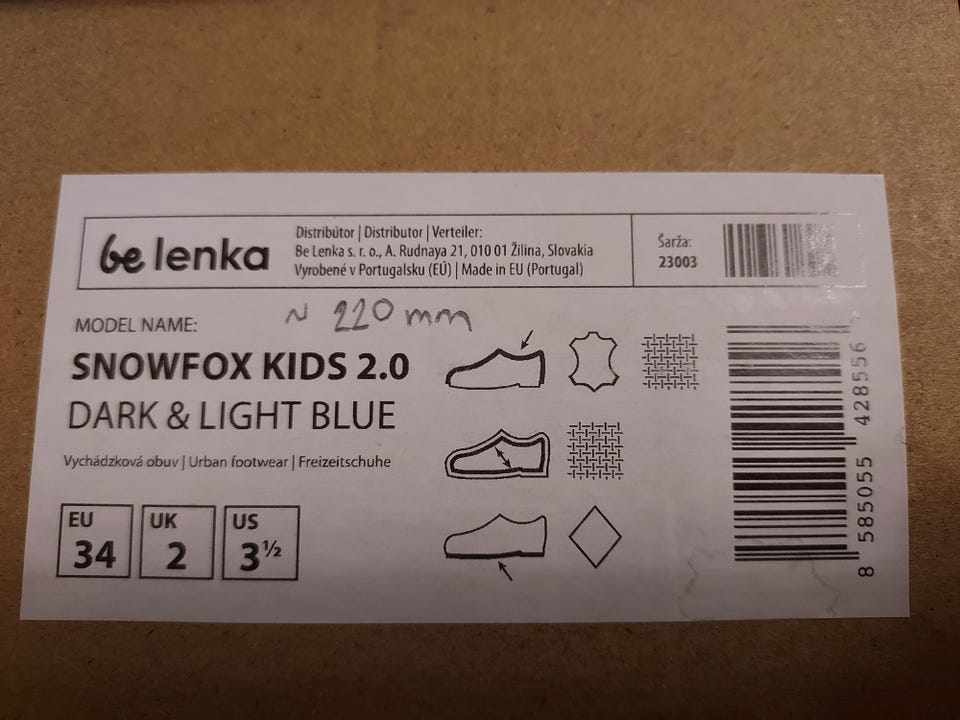 be lenka
Distribútor | Distributor | Verteiler:
Be Lenka s. r. o., A. Rudnaya 21, 010 01 Žilina, Slovakia
Vyrobené v Portugalsku (EÚ) | Made in EU (Portugal)
Šarža:
23003
~ 220 mm
MODEL NAME:
SNOWFOX KIDS 2.0
DARK & LIGHT BLUE
Vychádzková obuv | Urban footwear | Freizeitschuhe
EU
34
UK
2
US
3½
8 585055 428556